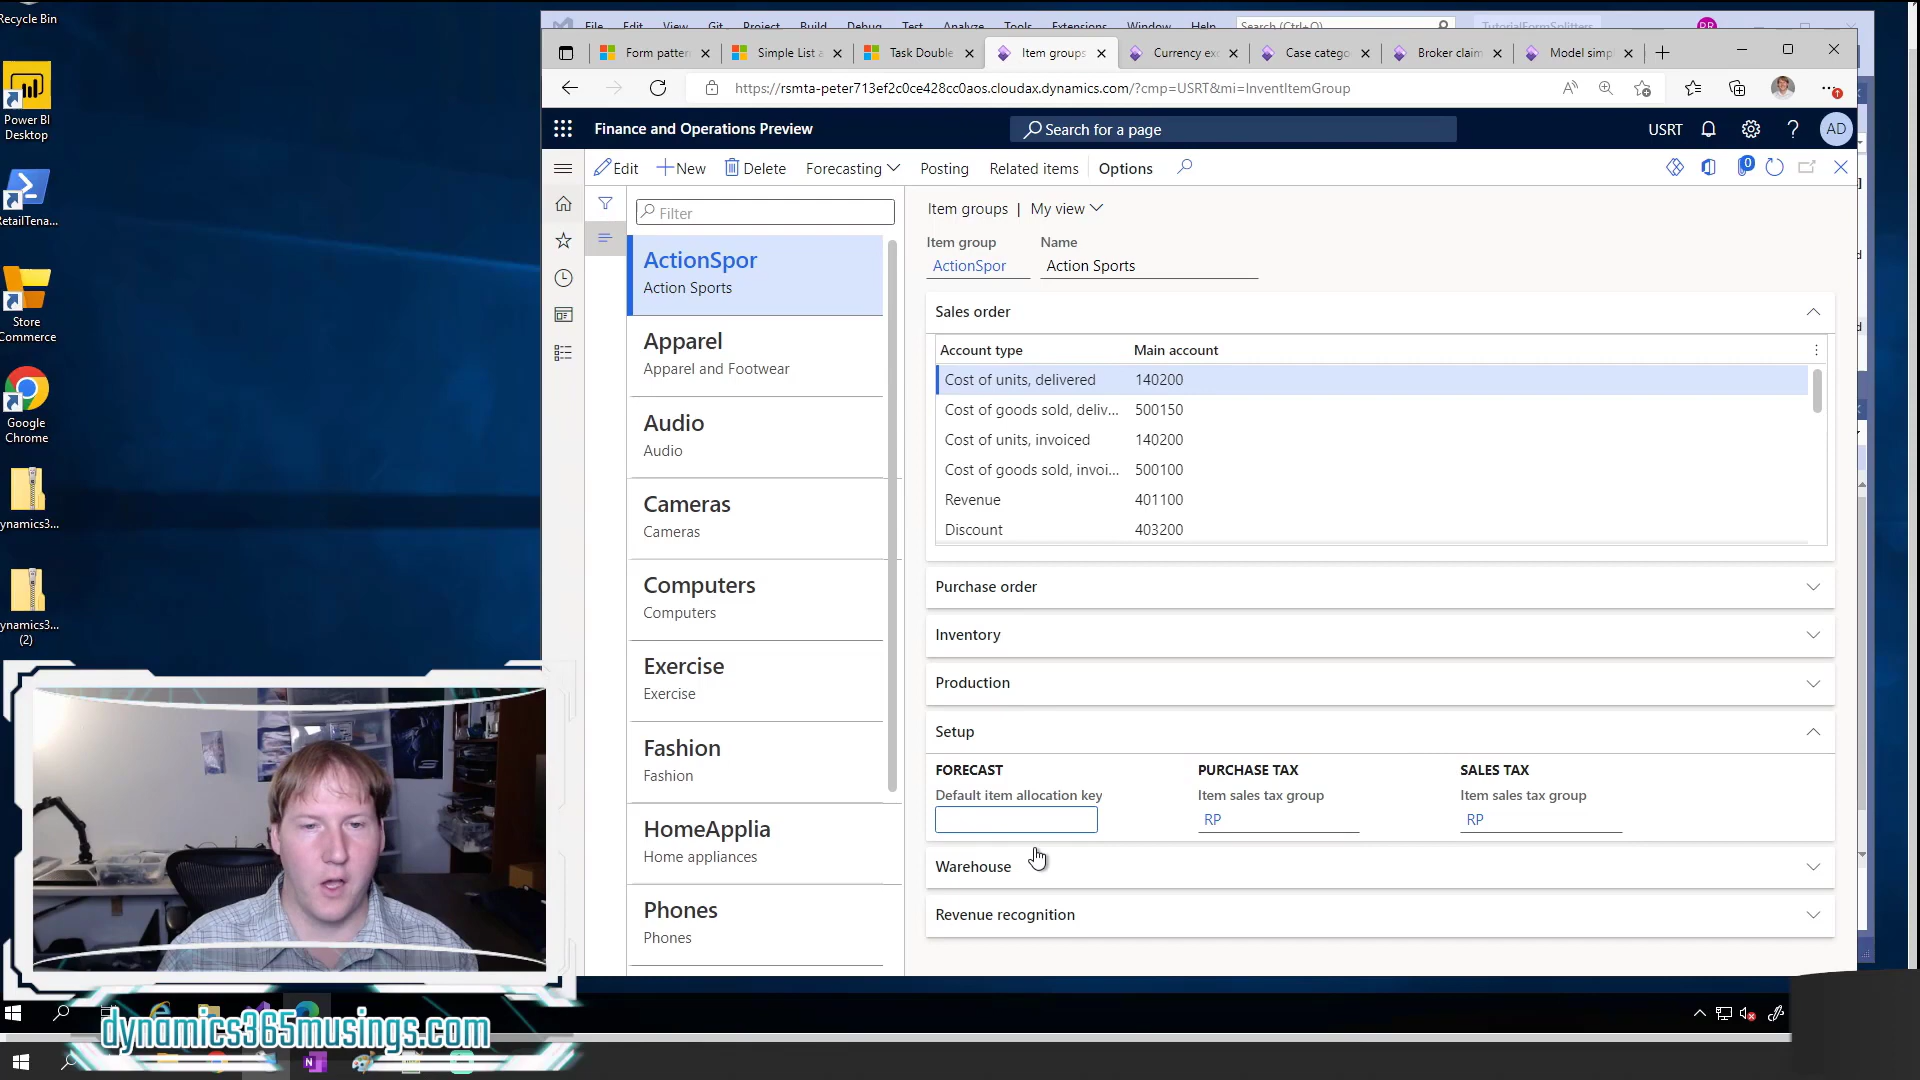 Recycle Bin
Power BI
Desktop
RetailTena...
Store
Commerce
Google
Chrome
ynamics3...
ynamics3...
(2)
File Edit View Git Project Build Debug Test Analyze Tools Extensions Window Help Search (Ctrl+Q) TutorialFormSplitters
Form patter Simple List a Task Double Item groups Currency exc Case catego Broker claim Model simp
https://rsmta-peter713ef2c0ce428cc0aos.cloudax.dynamics.com/?cmp=USRT&mi=InventItemGroup
Finance and Operations Preview Search for a page USRT AD
Edit New Delete Forecasting Posting Related items Options 0
Filter
ActionSpor
Action Sports
Apparel
Apparel and Footwear
Audio
Audio
Cameras
Cameras
Computers
Computers
Exercise
Exercise
Fashion
Fashion
HomeApplia
Home appliances
Phones
Phones
Item groups | My view
Item group Name
ActionSpor Action Sports
Sales order
Account type Main account
Cost of units, delivered 140200
Cost of goods sold, deliv... 500150
Cost of units, invoiced 140200
Cost of goods sold, invoi... 500100
Revenue 401100
Discount 403200
Purchase order
Inventory
Production
Setup
FORECAST PURCHASE TAX SALES TAX
Default item allocation key Item sales tax group Item sales tax group
RP RP
Warehouse
Revenue recognition
dynamics365musings.com